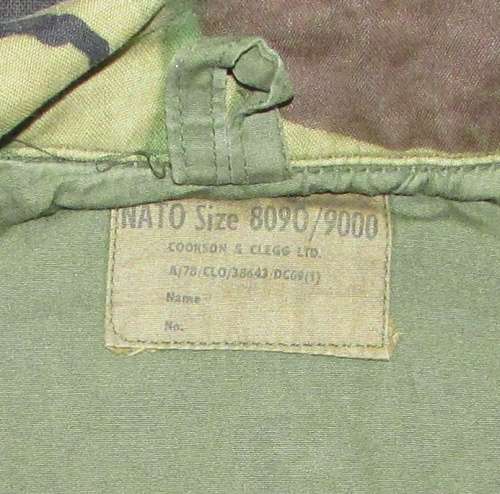 NATO Size 8090/9000
COOKSON & CLEGG LTD.
A/78/CLO/38643/DC69(1)
Name
No.